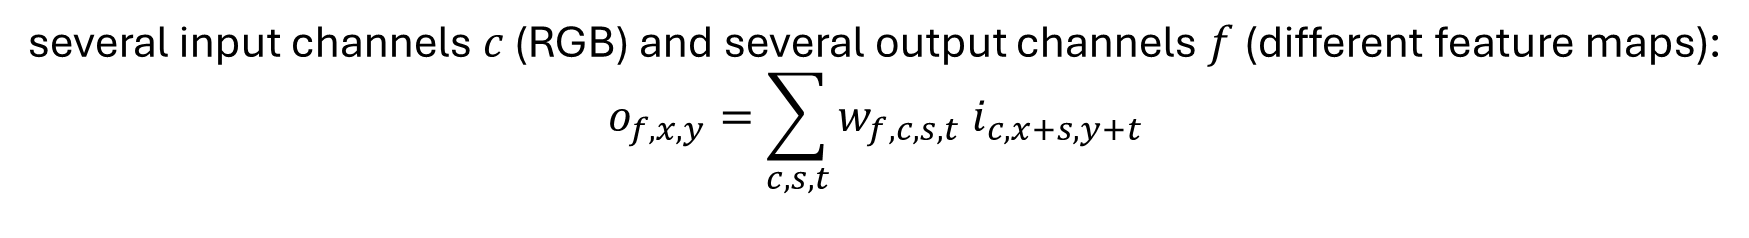 several input channels c (RGB) and several output channels f (different feature maps):
o_{f,x,y} = ∑_{c,s,t} w_{f,c,s,t} i_{c,x+s,y+t}